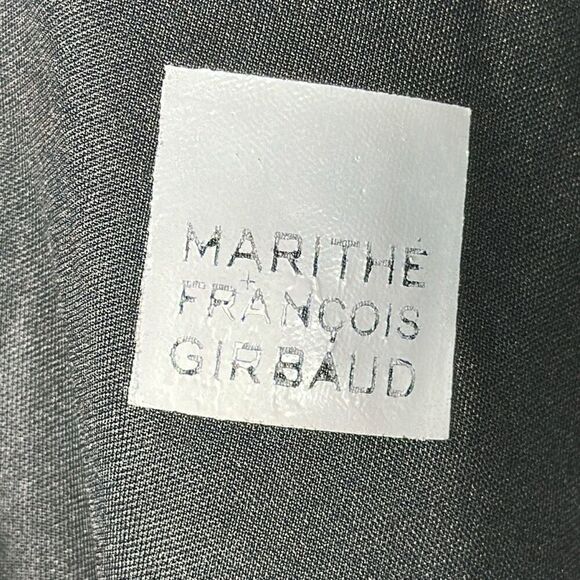 MARITHÉ
+
FRANÇOIS
GIRBAUD